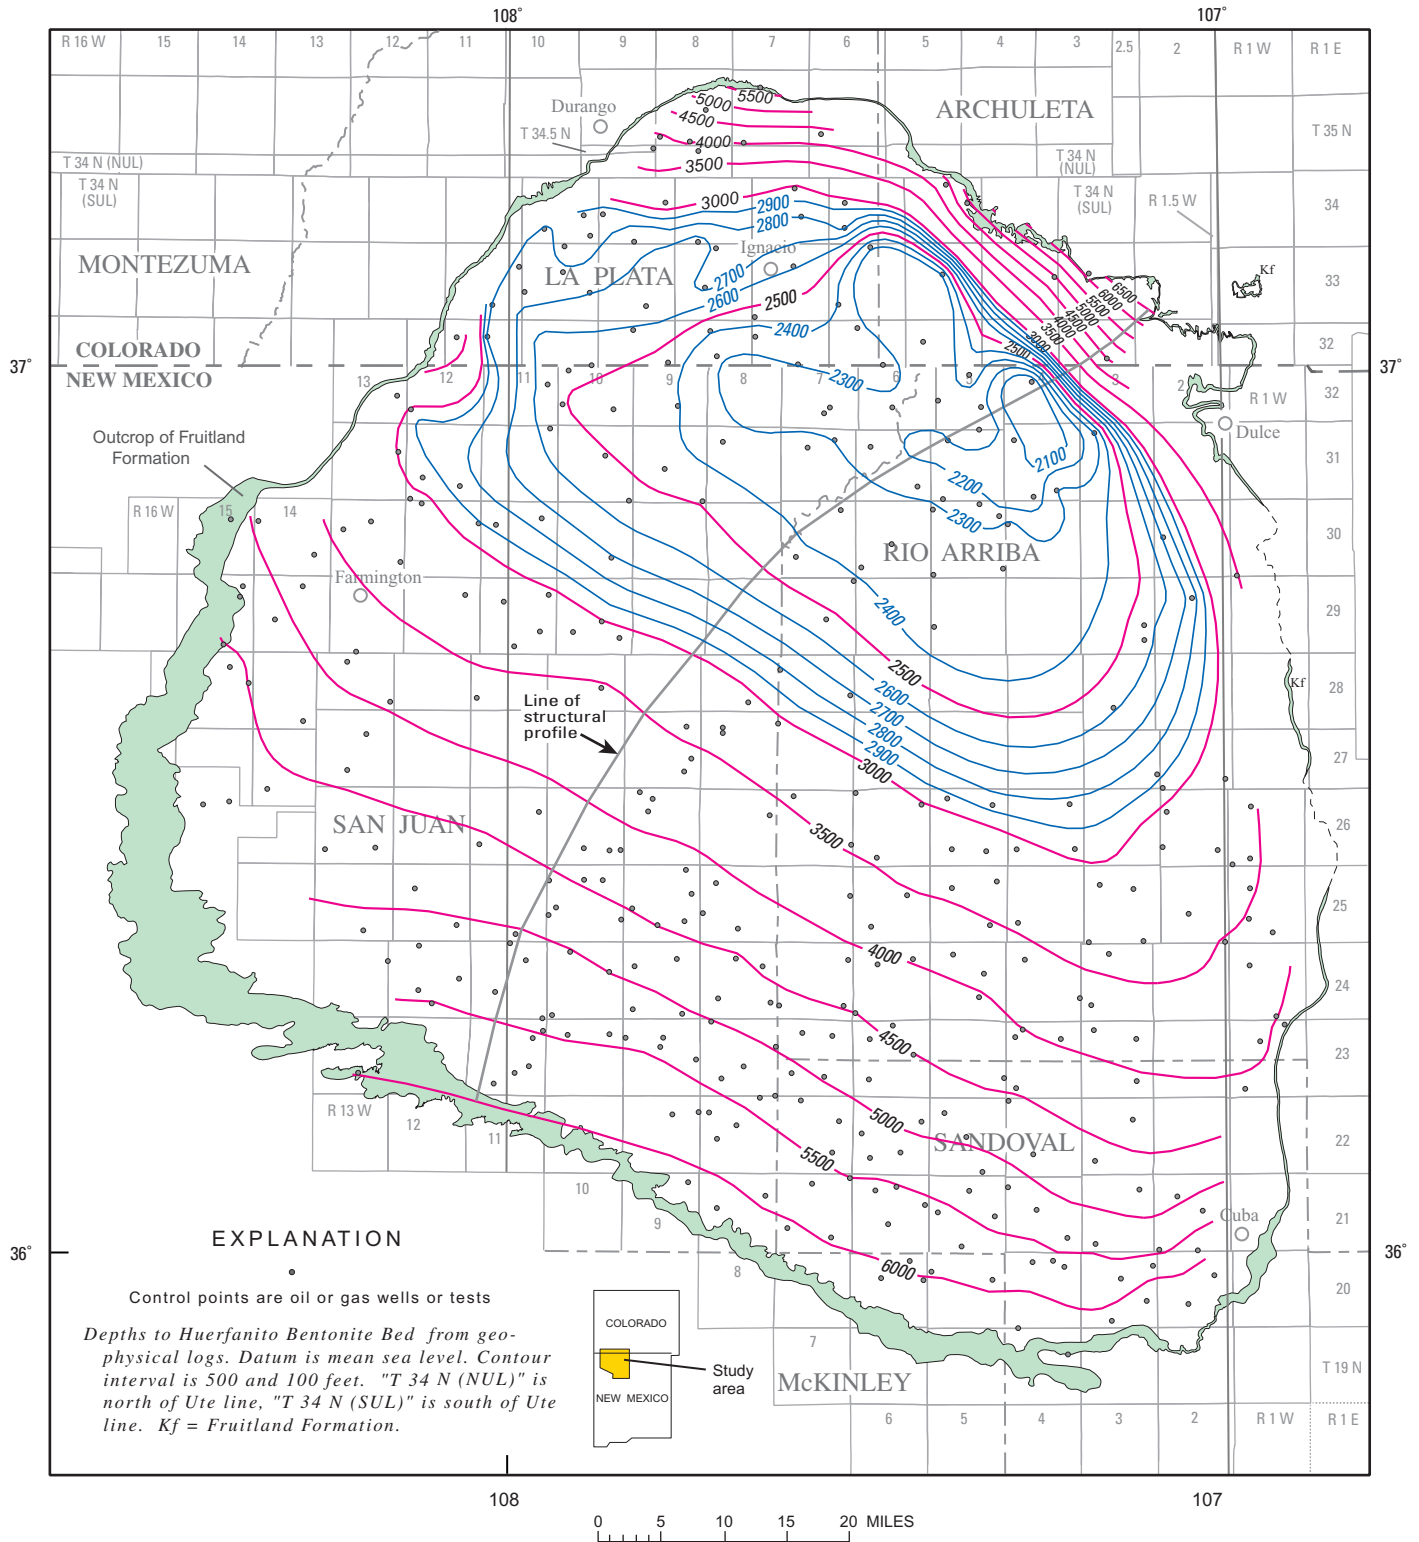 108°
107°
R 16 W
15
14
13
12
11
10
9
8
7
6
5
4
3
2.5
2
R 1 W
R 1 E
5500
5000
4500
4000
3500
3000
Durango
ARCHULETA
T 34.5 N
T 35 N
T 34 N (NUL)
T 34 N
(NUL)
T 34 N
(SUL)
T 34 N
(SUL)
R 1.5 W
34
2900
2800
Ignacio
MONTEZUMA
LA PLATA
2700
2600
2500
2400
Kf
33
6500
6000
5500
5000
4500
4000
3500
3000
2500
32
COLORADO
NEW MEXICO
37°
37°
13
12
11
10
9
8
7
6
5
4
3
2
R 1 W
32
2300
Dulce
Outcrop of Fruitland
Formation
31
2100
2200
2300
R 16 W
15
14
30
RIO ARRIBA
Farmington
29
2400
2500
2600
2700
2800
2900
3000
Kf
28
Line of
structural
profile
27
SAN JUAN
3500
26
25
4000
24
4500
23
R 13 W
12
11
5000
SANDOVAL
22
5500
10
9
8
7
21
Cuba
36°
36°
6000
20
EXPLANATION
Control points are oil or gas wells or tests
Depths to Huerfanito Bentonite Bed from geo-
physical logs. Datum is mean sea level. Contour
interval is 500 and 100 feet. "T 34 N (NUL)" is
north of Ute line, "T 34 N (SUL)" is south of Ute
line. Kf = Fruitland Formation.
COLORADO
NEW MEXICO
Study
area
McKINLEY
T 19 N
6
5
4
3
2
R 1 W
R 1 E
108
107
0
5
10
15
20 MILES